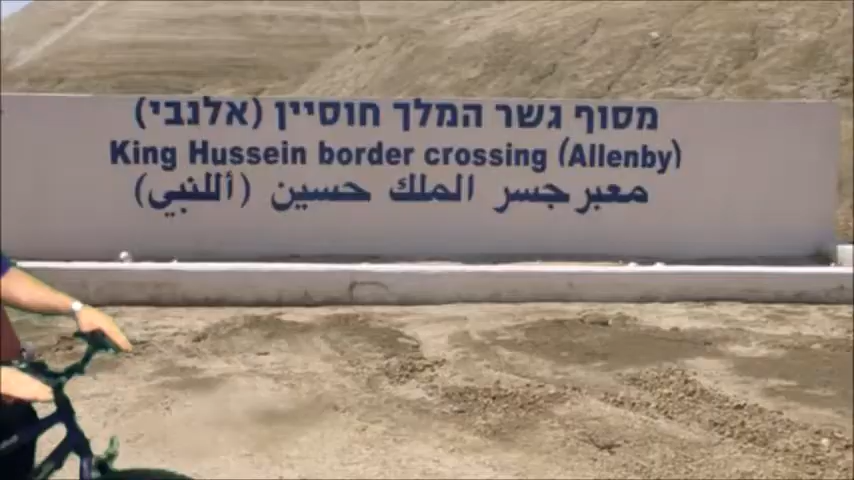 מסוף גשר המלך חוסיין (אלנבי)
King Hussein border crossing (Allenby)
معبر جسر الملك حسين (أللنبي)